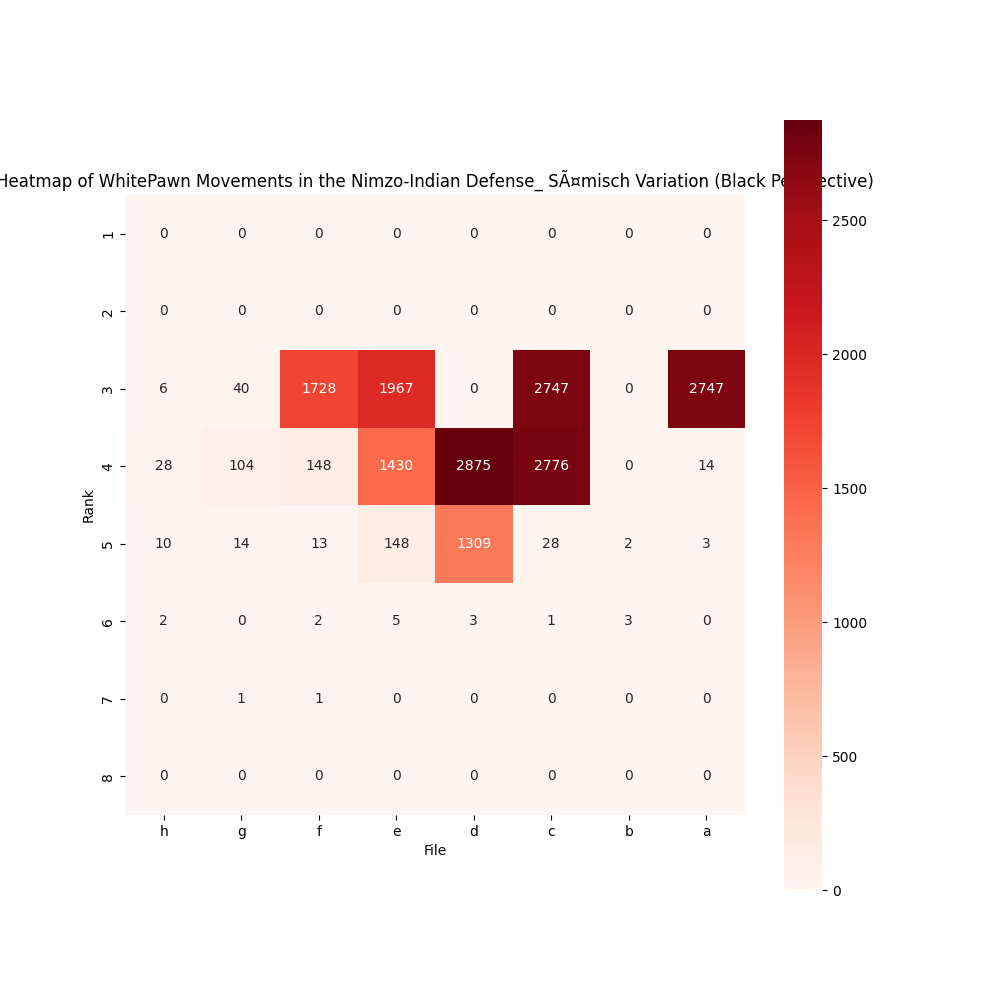 Heatmap of WhitePawn Movements in the Nimzo-Indian Defense_ SÃ¤misch Variation (Black Pe ective)
2500
2000
1500
1000
500
0
Rank
1 0 0 0 0 0 0 0 0
2 0 0 0 0 0 0 0 0
3 6 40 1728 1967 0 2747 0 2747
4 28 104 148 1430 2875 2776 0 14
5 10 14 13 148 1309 28 2 3
6 2 0 2 5 3 1 3 0
7 0 1 1 0 0 0 0 0
8 0 0 0 0 0 0 0 0
h g f e d c b a
File